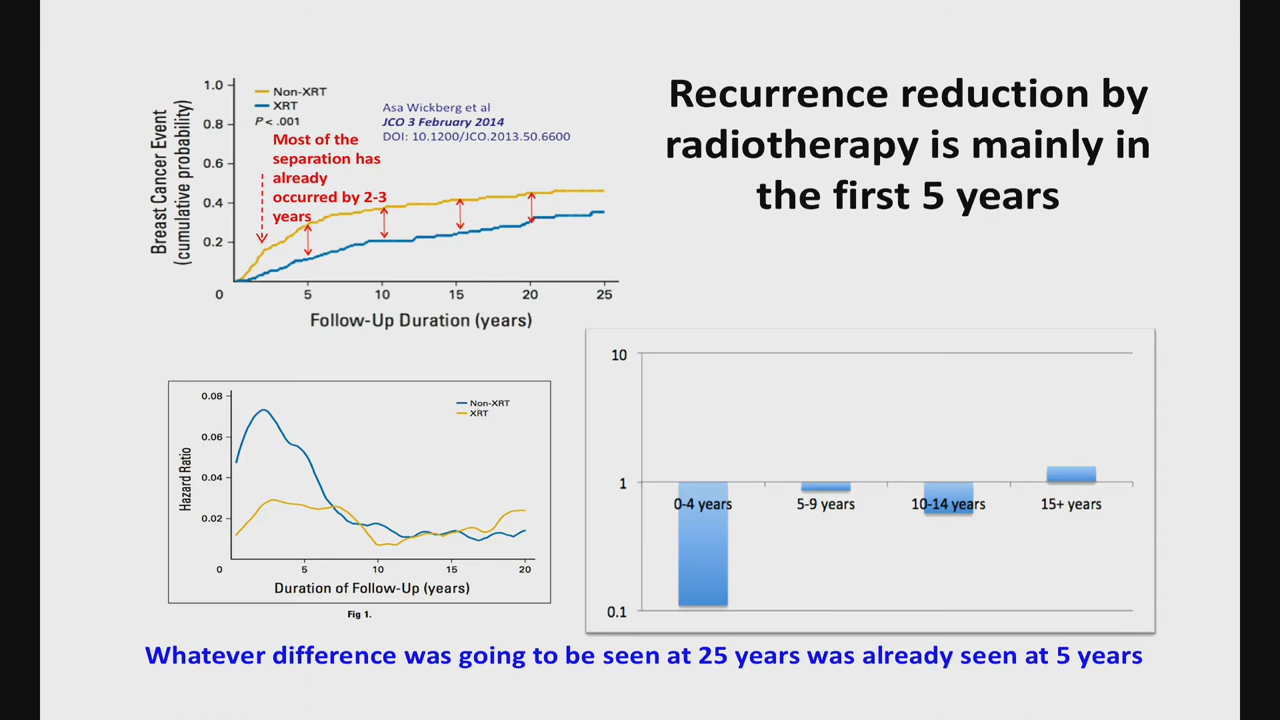 Recurrence reduction by
radiotherapy is mainly in
the first 5 years
Breast Cancer Event
(cumulative probability)
1.0
0.8
0.6
0.4
0.2
0
5
10
15
20
25
Non-XRT
XRT
P < .001
Asa Wickberg et al
JCO 3 February 2014
DOI: 10.1200/JCO.2013.50.6600
Most of the
separation has
already
occurred by 2-3
years
Follow-Up Duration (years)
Hazard Ratio
0.08
0.06
0.04
0.02
0
5
10
15
20
Non-XRT
XRT
Duration of Follow-Up (years)
Fig 1.
10
1
0.1
0-4 years
5-9 years
10-14 years
15+ years
Whatever difference was going to be seen at 25 years was already seen at 5 years